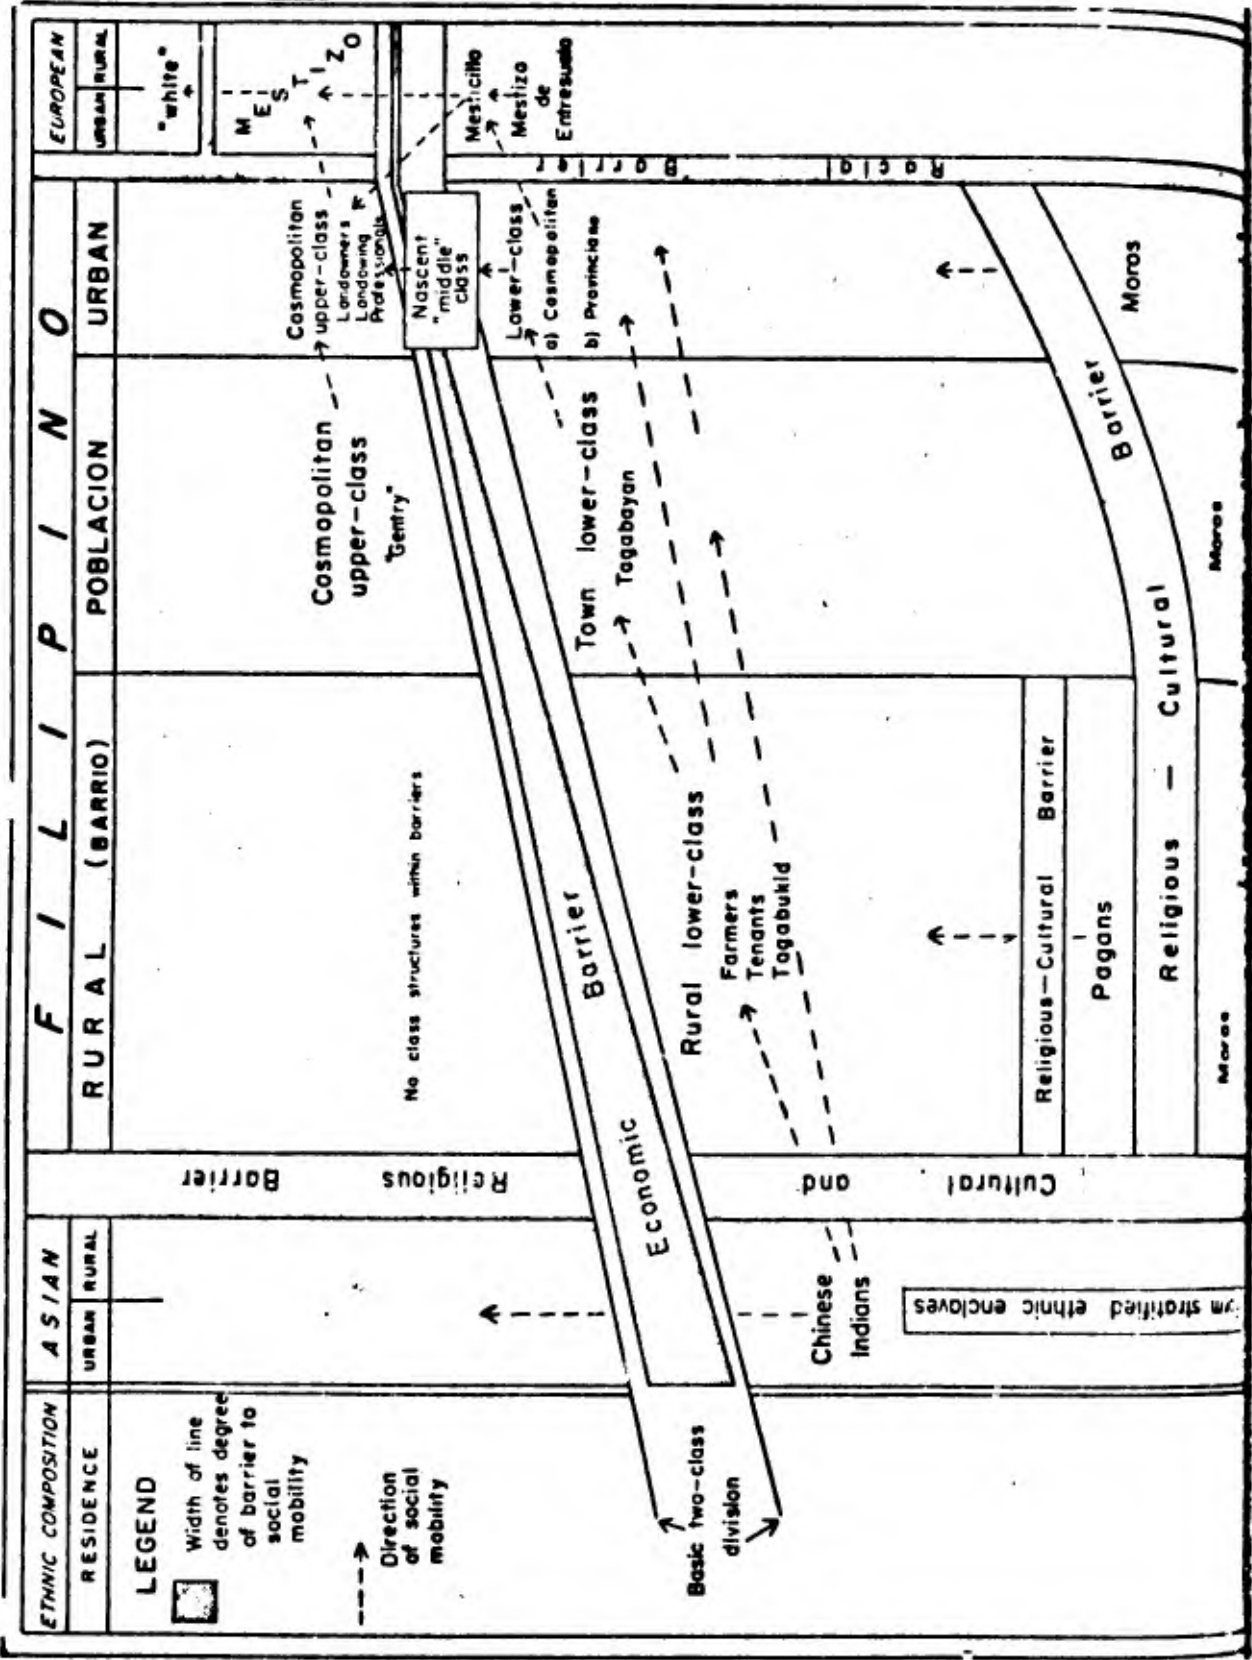 ETHNIC COMPOSITION
ASIAN
FILIPINO
EUROPEAN
RESIDENCE
URBAN
RURAL
RURAL (BARRIO)
POBLACION
URBAN
URBAN
RURAL
LEGEND
Width of line
denotes degree
of barrier to
social
mobility
Direction
of social
mobility
Basic two-class
division
Economic Barrier
Chinese
Indians
stratified ethnic enclaves
Cultural and Religious Barrier
No class structures within barriers
Rural lower-class
Farmers
Tenants
Tagabukid
Religious—Cultural Barrier
Pagans
Religious — Cultural Barrier
Moros
Moros
Moros
Cosmopolitan
upper-class
"Gentry"
Town lower-class
Tagabayan
Cosmopolitan
upper-class
Landowners
Landowing
Professionals
Nascent
"middle"
class
Lower-class
a) Cosmopolitan
b) Provinciano
Racial Barrier
"white"
MESTIZO
Mesticillo
Mestizo
de
Entresuelo